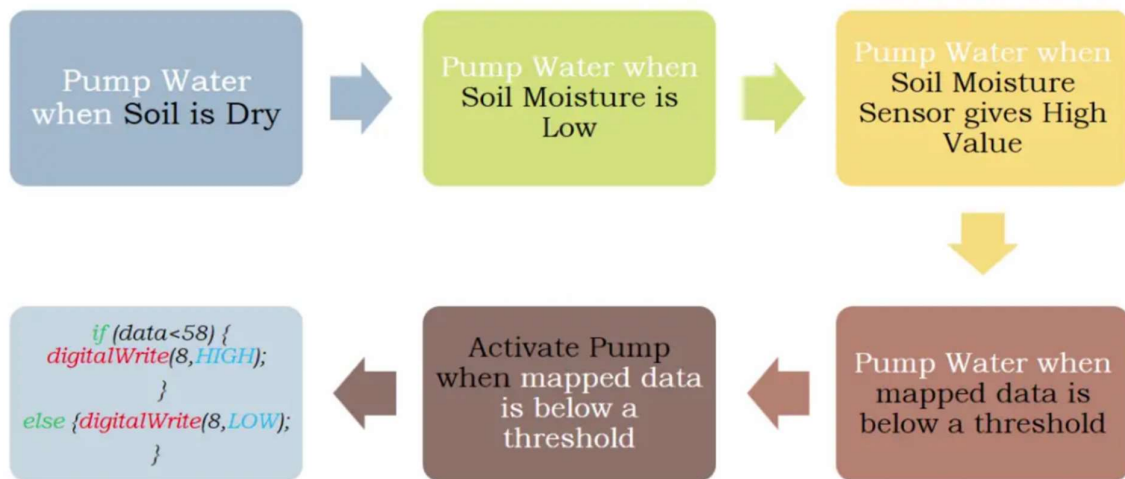 Pump Water
when Soil is Dry
Pump Water when
Soil Moisture is
Low
Pump Water when
Soil Moisture
Sensor gives High
Value
Pump Water when
mapped data is
below a threshold
Activate Pump
when mapped data
is below a
threshold
if (data<58) {
digitalWrite(8,HIGH);
}
else {digitalWrite(8,LOW);
}